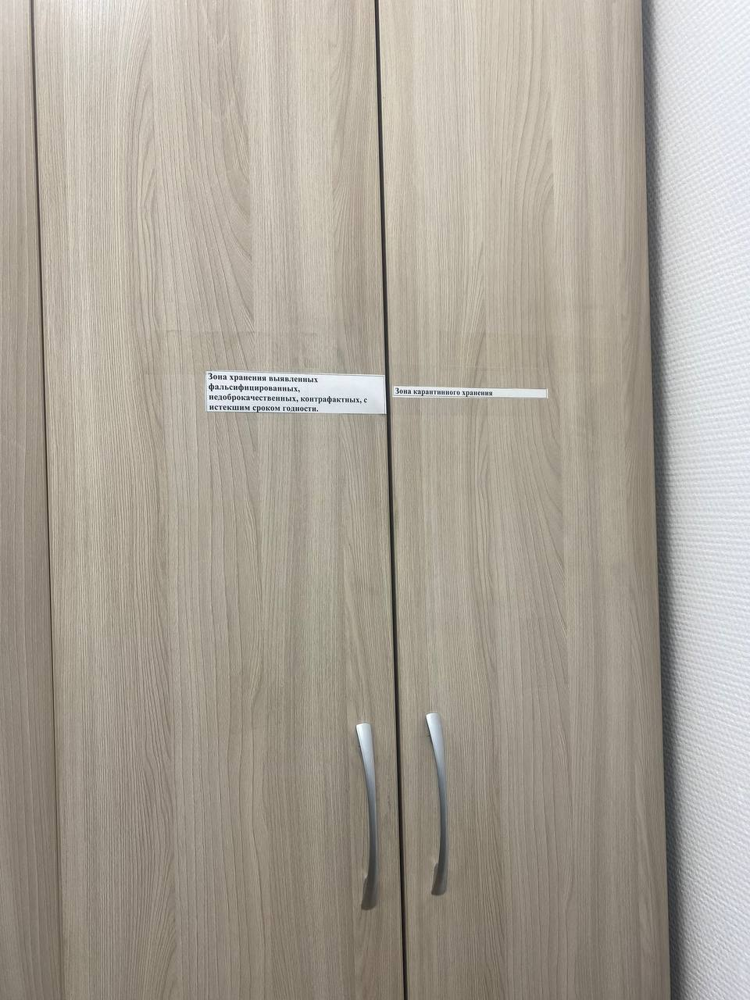 Зона хранения выявленных
фальсифицированных,
недоброкачественных, контрафактных, с
истекшим сроком годности.
Зона карантинного хранения